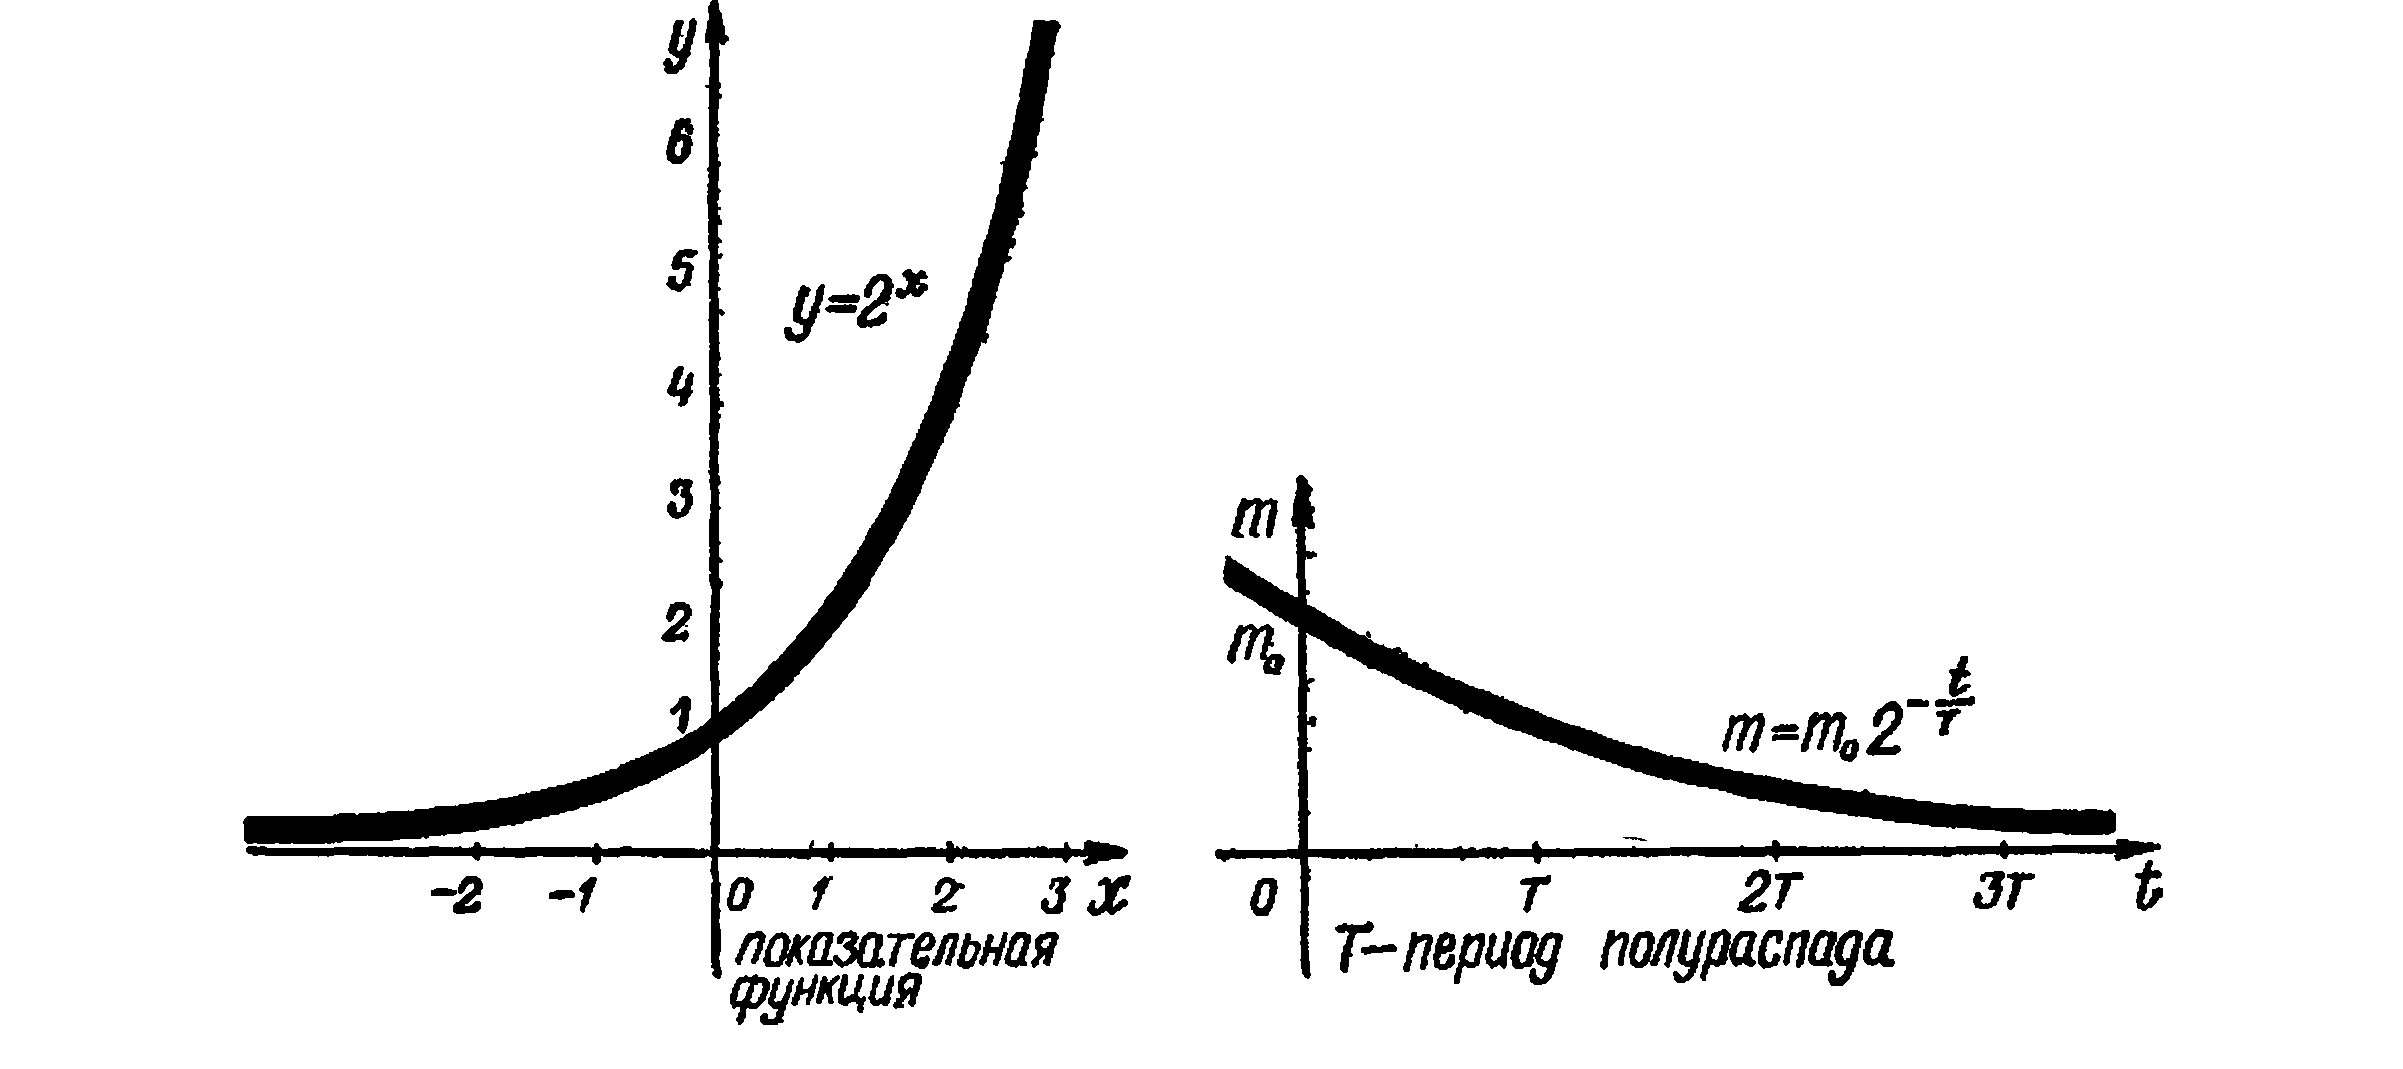 y
6
5
4
3
2
1
y=2^x
-2 -1 0 1 2 3 x
показательная
функция
m
m₀
m=m₀2^(-t/T)
0 T 2T 3T t
T-период полураспада